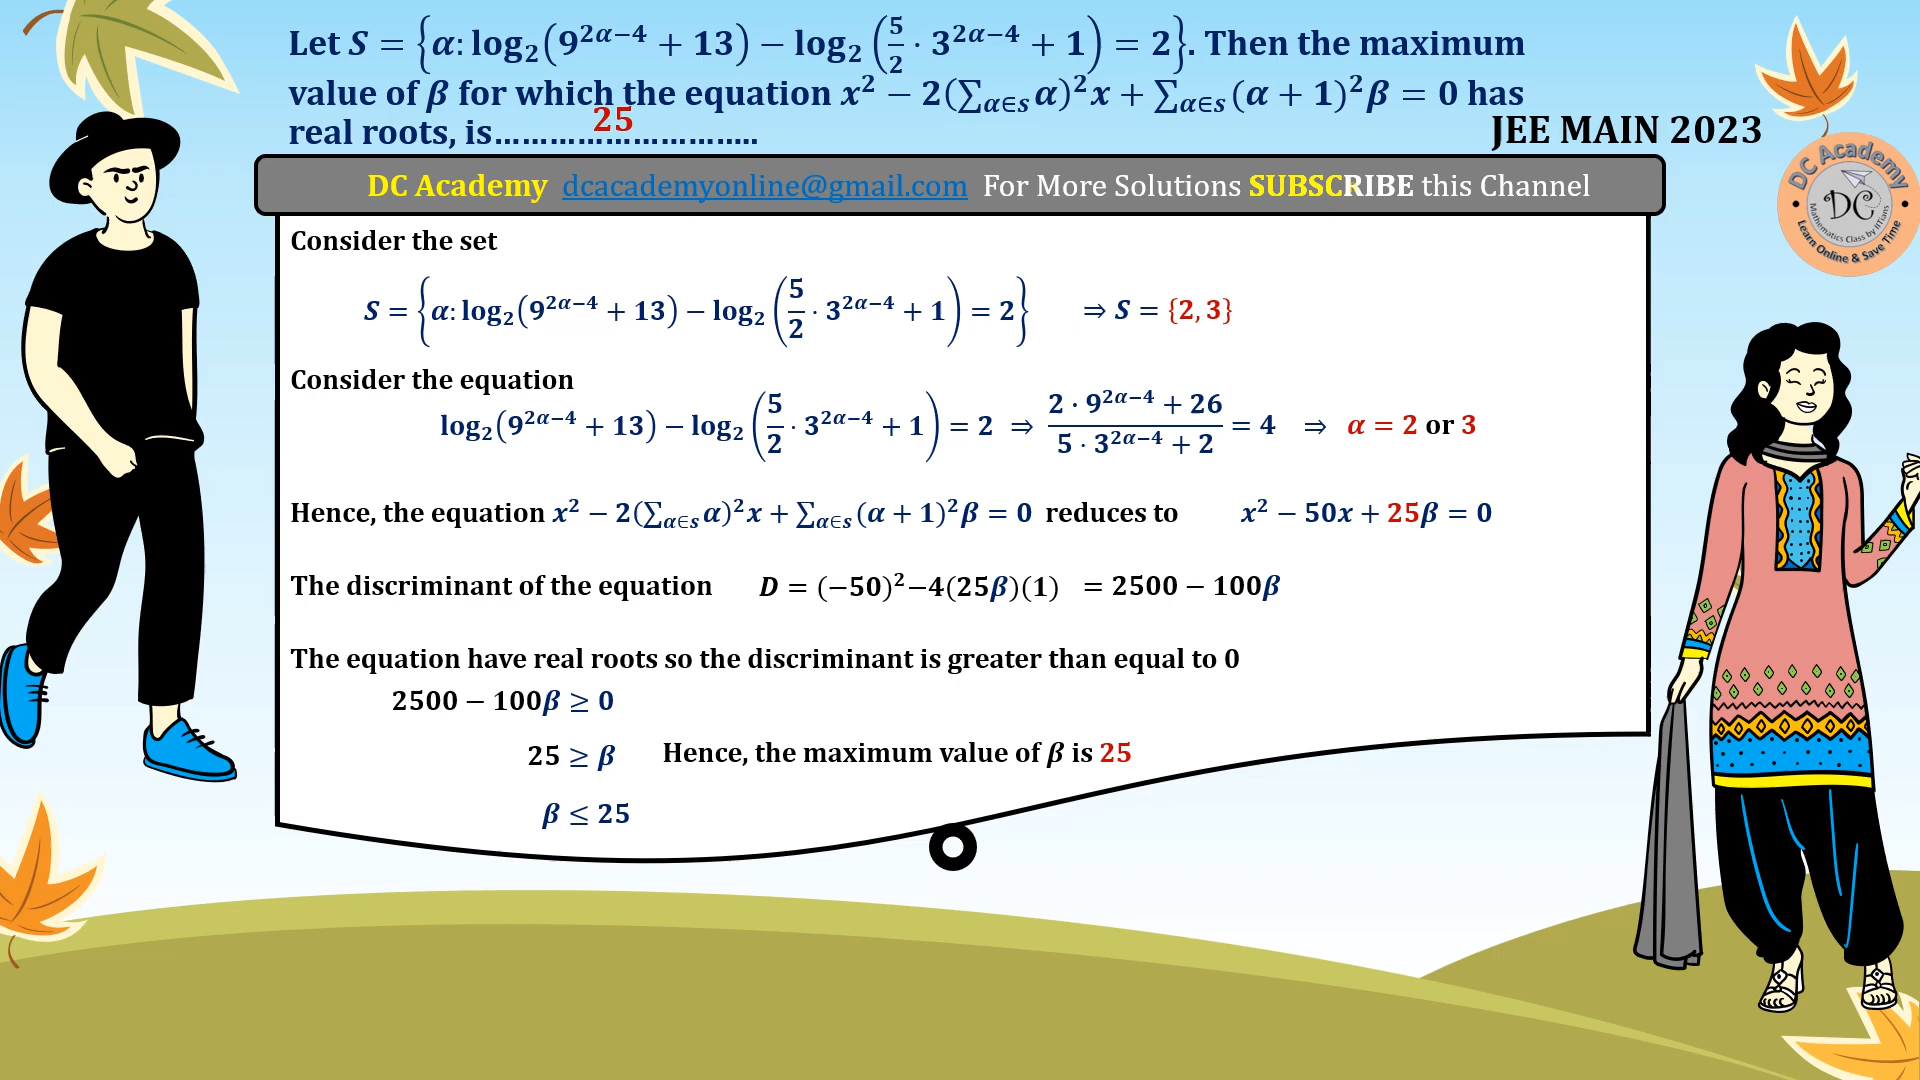 Let S = {α: log₂(9^(2α−4) + 13) − log₂(5/2 · 3^(2α−4) + 1) = 2}. Then the maximum
value of β for which the equation x² − 2(∑_(α∈s) α)²x + ∑_(α∈s) (α + 1)²β = 0 has
real roots, is………………………….. 25
JEE MAIN 2023
DC Academy dcacademyonline@gmail.com For More Solutions SUBSCRIBE this Channel
DC Academy
DC
Mathematics Class by IITians
Learn Online & Save Time
Consider the set
S = {α: log₂(9^(2α−4) + 13) − log₂(5/2 · 3^(2α−4) + 1) = 2} ⇒ S = {2, 3}
Consider the equation
log₂(9^(2α−4) + 13) − log₂(5/2 · 3^(2α−4) + 1) = 2 ⇒ (2 · 9^(2α−4) + 26)/(5 · 3^(2α−4) + 2) = 4 ⇒ α = 2 or 3
Hence, the equation x² − 2(∑_(α∈s) α)²x + ∑_(α∈s) (α + 1)²β = 0 reduces to x² − 50x + 25β = 0
The discriminant of the equation D = (−50)²−4(25β)(1) = 2500 − 100β
The equation have real roots so the discriminant is greater than equal to 0
2500 − 100β ≥ 0
25 ≥ β Hence, the maximum value of β is 25
β ≤ 25